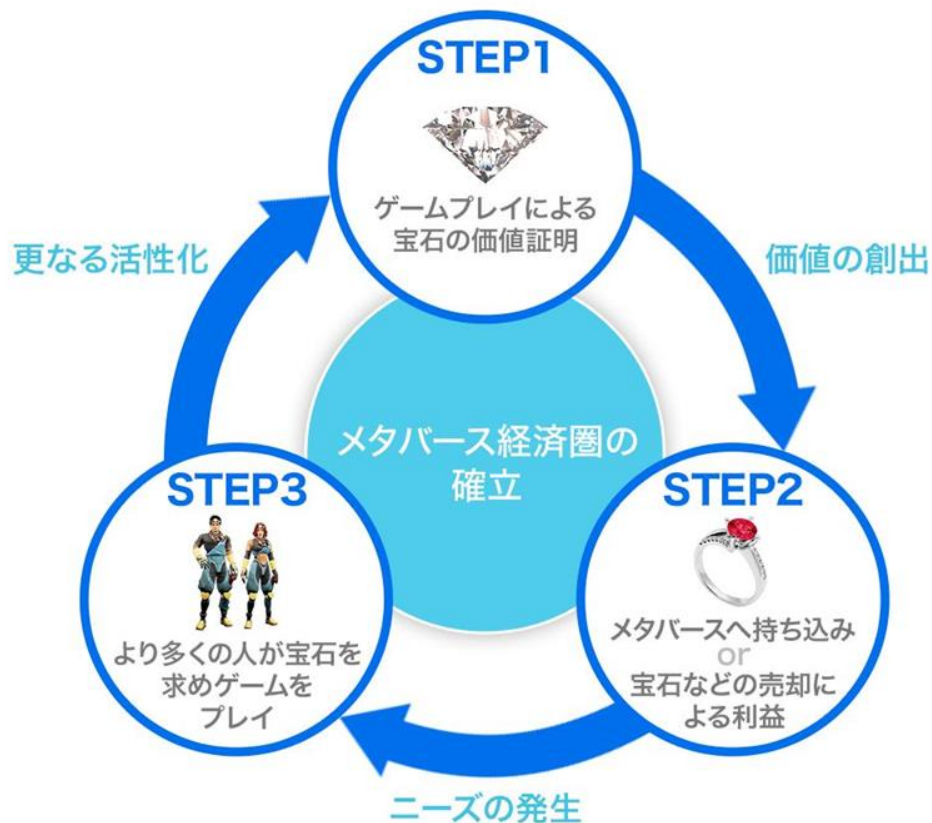 STEP1
ゲームプレイによる
宝石の価値証明
更なる活性化
価値の創出
メタバース経済圏の
確立
STEP3
より多くの人が宝石を
求めゲームを
プレイ
STEP2
メタバースへ持ち込み
or
宝石などの売却に
よる利益
ニーズの発生